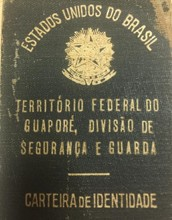 ESTADOS UNIDOS DO BRASIL
TERRITÓRIO FEDERAL DO
GUAPORÉ, DIVISÃO DE
SEGURANÇA E GUARDA
CARTEIRA DE IDENTIDADE